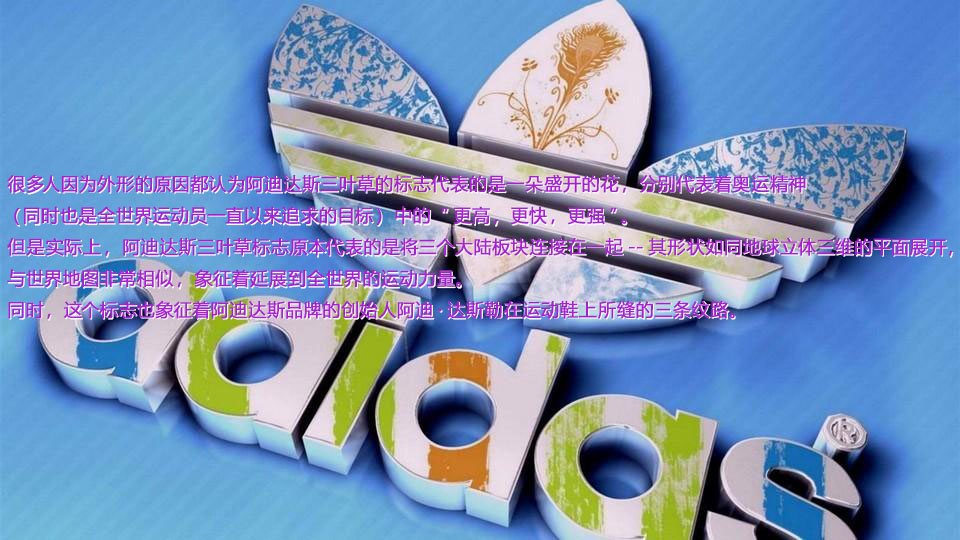 很多人因为外形的原因都认为阿迪达斯三叶草的标志代表的是一朵盛开的花，分别代表着奥运精神
（同时也是全世界运动员一直以来追求的目标）中的“ 更高，更快，更强 ”。
但是实际上，阿迪达斯三叶草标志原本代表的是将三个大陆板块连接在一起 -- 其形状如同地球立体三维的平面展开，
与世界地图非常相似，象征着延展到全世界的运动力量。
同时，这个标志也象征着阿迪达斯品牌的创始人阿迪 · 达斯勒在运动鞋上所缝的三条纹路。
adidas®